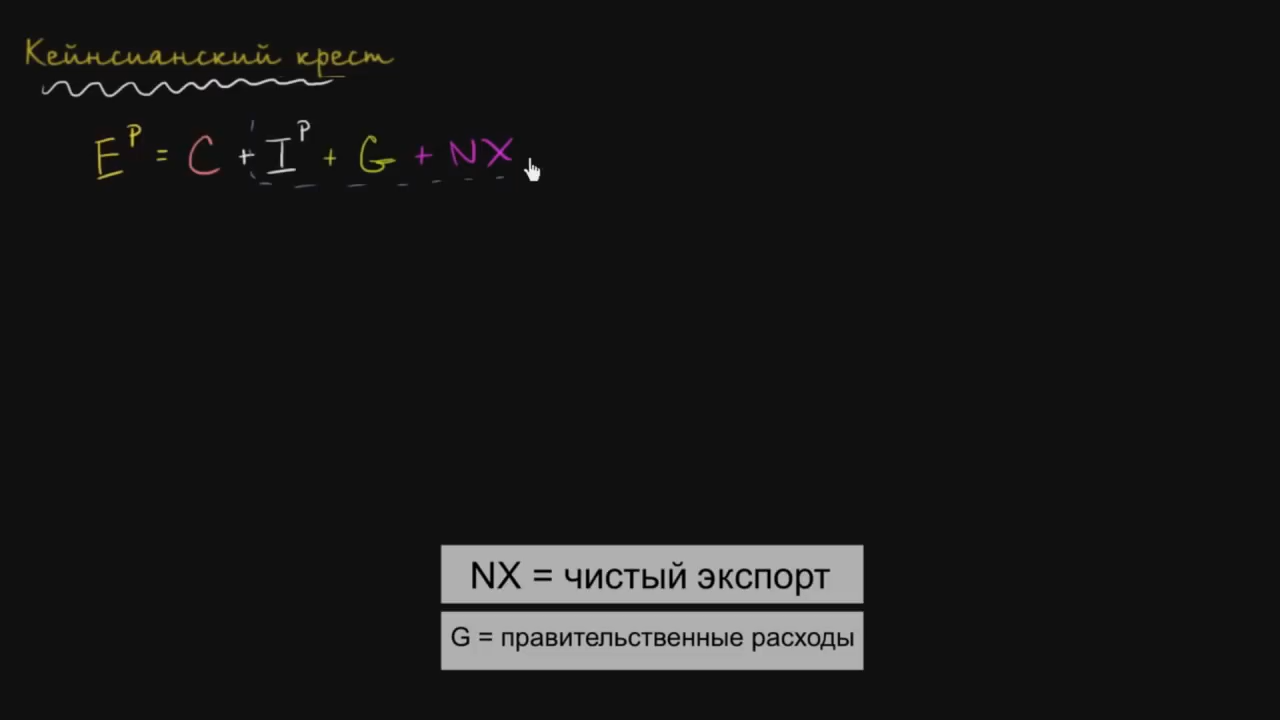 Кейнсианский крест
E^P = C + I^P + G + NX
NX = чистый экспорт
G = правительственные расходы